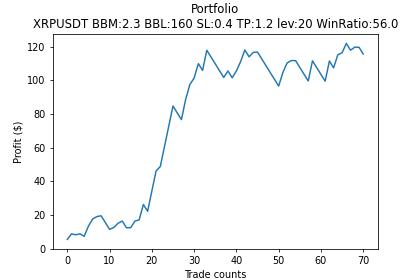 Portfolio
XRPUSDT BBM:2.3 BBL:160 SL:0.4 TP:1.2 lev:20 WinRatio:56.0
120
100
80
60
40
20
0
Profit ($)
0 10 20 30 40 50 60 70
Trade counts